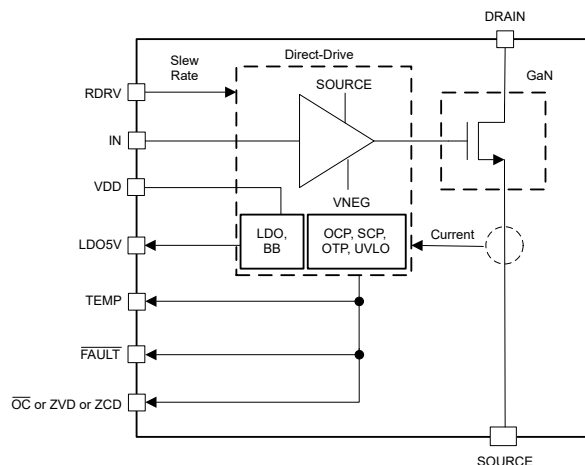 DRAIN
Direct-Drive
Slew
Rate
GaN
RDRV
SOURCE
IN
VDD
VNEG
LDO,
BB
OCP, SCP,
OTP, UVLO
Current
LDO5V
TEMP
FAULT
OC or ZVD or ZCD
SOURCE